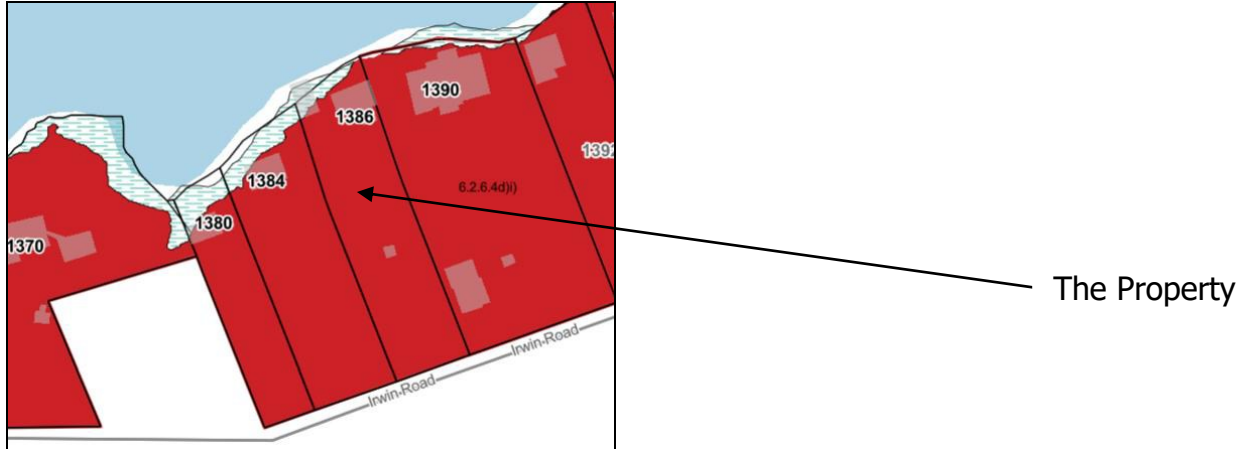 1390
1386
1392
1384
6.2.6.4d)i)
1380
1370
The Property
Irwin-Road
Irwin-Road